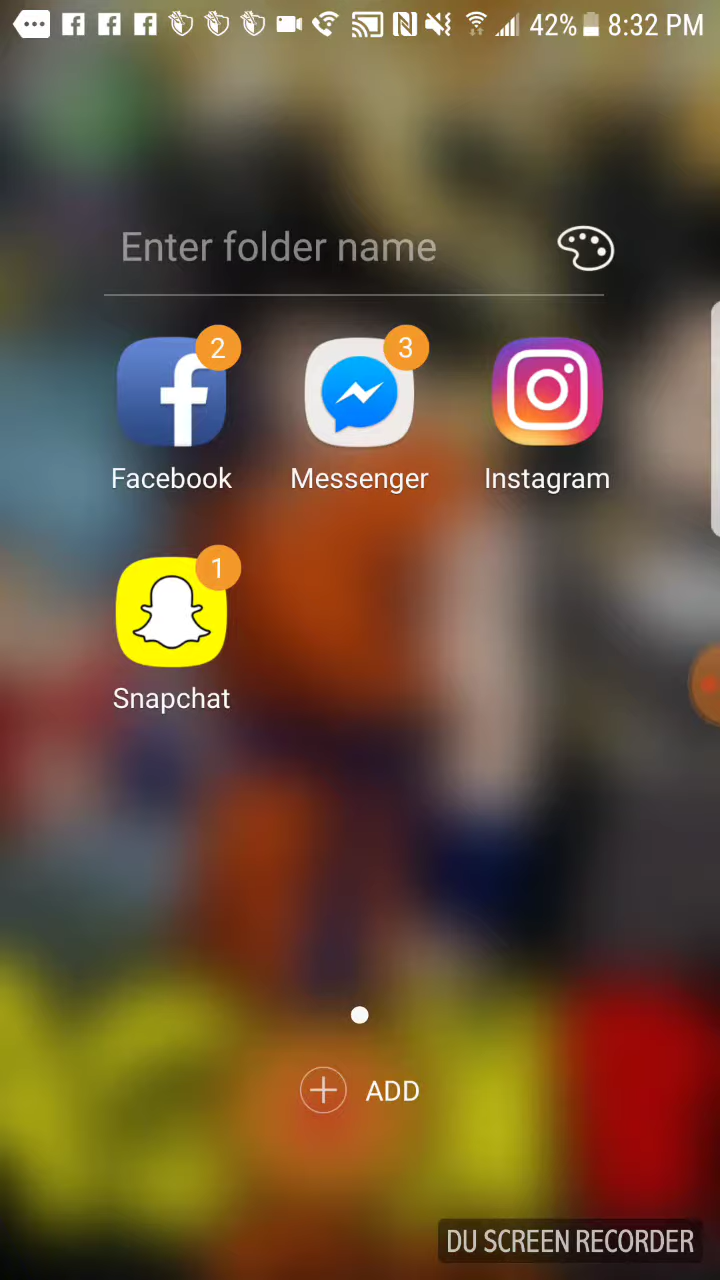 42% 8:32 PM
Enter folder name
2 3
Facebook Messenger Instagram
1
Snapchat
ADD
DU SCREEN RECORDER